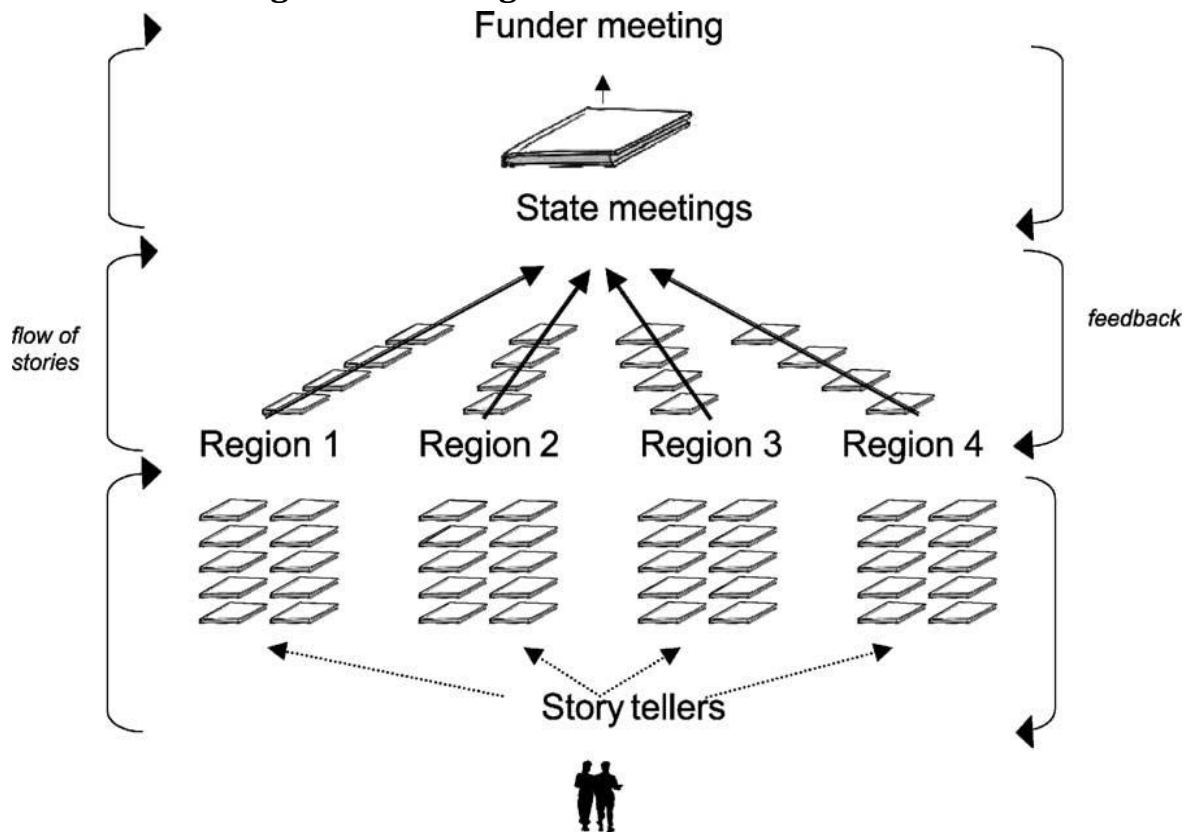 Funder meeting
State meetings
flow of
stories
feedback
Region 1 Region 2 Region 3 Region 4
Story tellers